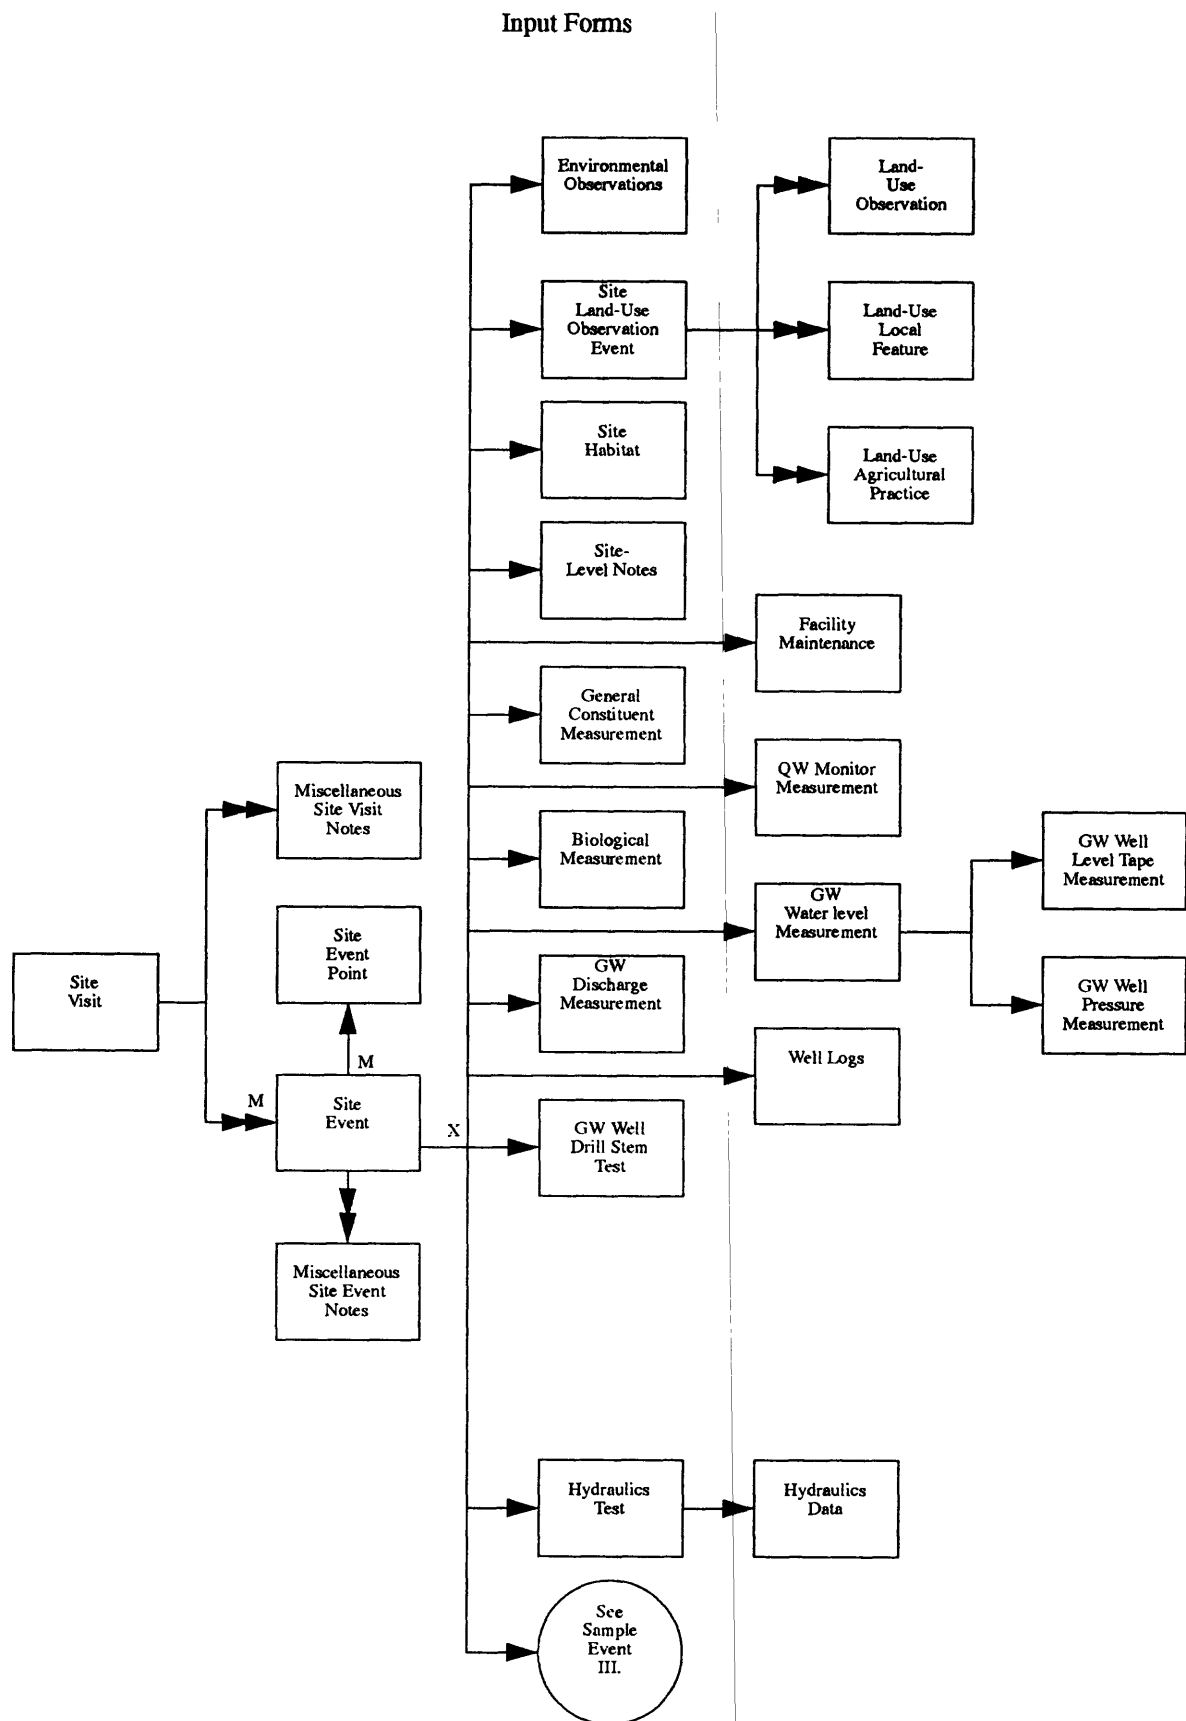 Input Forms
Environmental
Observations
Land-
Use
Observation
Site
Land-Use
Observation
Event
Land-Use
Local
Feature
Site
Habitat
Land-Use
Agricultural
Practice
Site-
Level Notes
Facility
Maintenance
General
Constituent
Measurement
QW Monitor
Measurement
Miscellaneous
Site Visit
Notes
Biological
Measurement
GW Well
Level Tape
Measurement
GW
Water level
Measurement
Site
Event
Point
GW
Discharge
Measurement
GW Well
Pressure
Measurement
Site
Visit
Well Logs
M
M
Site
Event
X
GW Well
Drill Stem
Test
Miscellaneous
Site Event
Notes
Hydraulics
Test
Hydraulics
Data
See
Sample
Event
III.